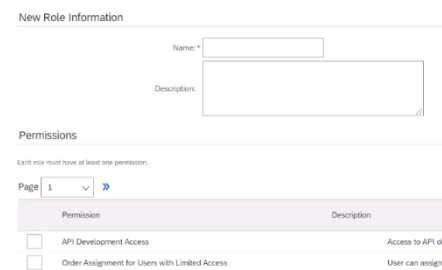 New Role Information
Name: *
Description:
Permissions
Each role must have at least one permission.
Page 1 »
Permission Description
API Development Access Access to API d
Order Assignment for Users with Limited Access User can assign